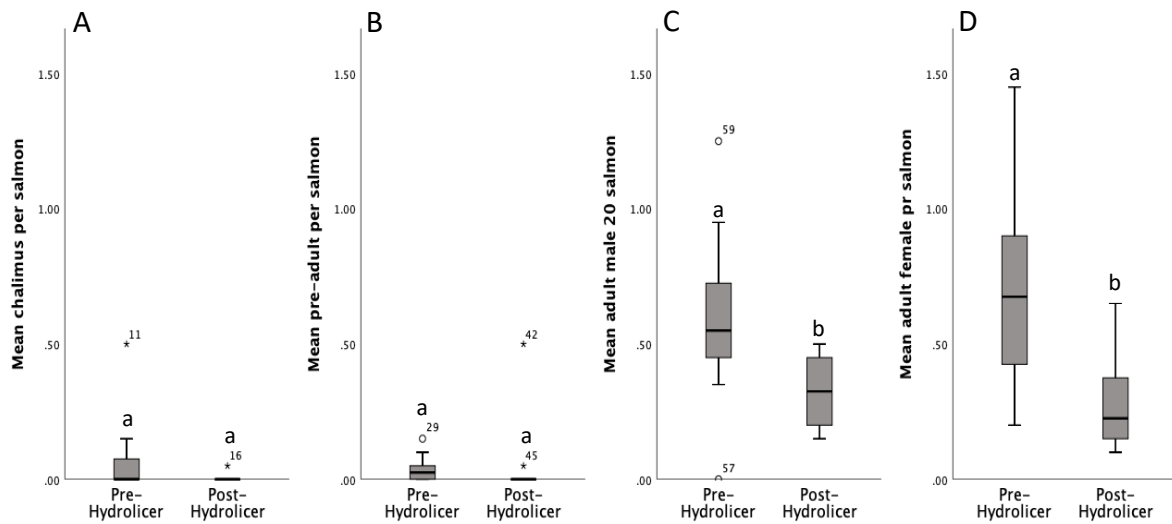 A
Mean chalimus per salmon
1.50
1.00
.50
.00
11
a
a
16
Pre-
Hydrolicer
Post-
Hydrolicer
B
Mean pre-adult per salmon
1.50
1.00
.50
.00
a
29
42
a
45
Pre-
Hydrolicer
Post-
Hydrolicer
C
Mean adult male 20 salmon
1.50
1.00
.50
.00
59
a
57
b
Pre-
Hydrolicer
Post-
Hydrolicer
D
Mean adult female pr salmon
1.50
1.00
.50
.00
a
b
Pre-
Hydrolicer
Post-
Hydrolicer